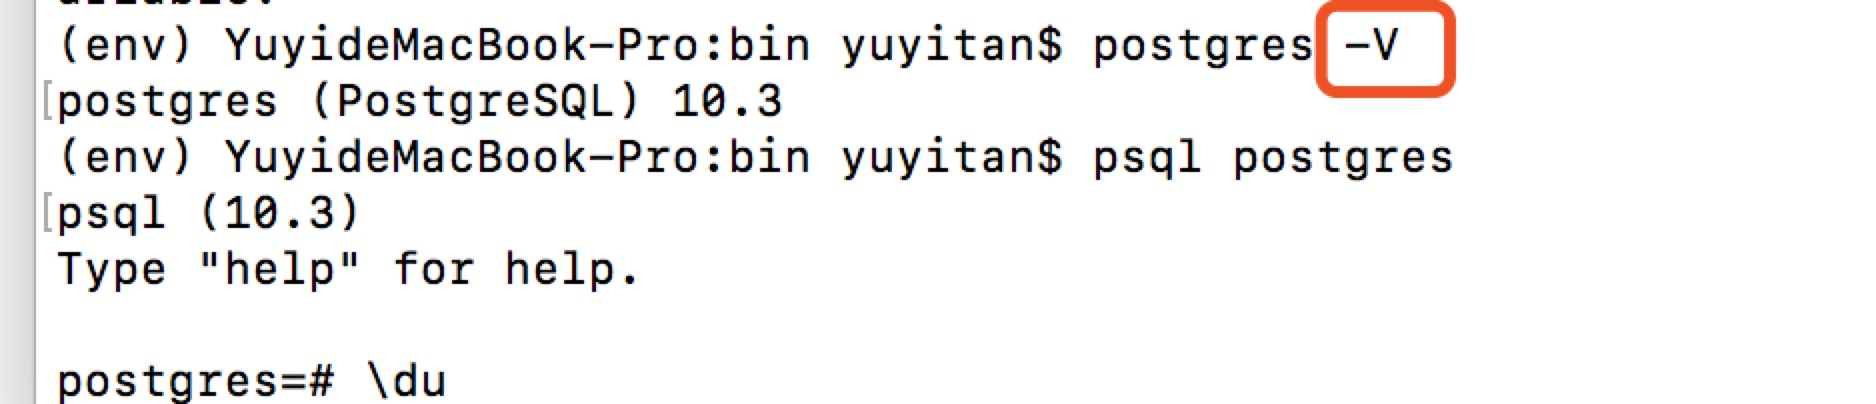 (env) YuyideMacBook-Pro:bin yuyitan$ postgres -V
[postgres (PostgreSQL) 10.3
(env) YuyideMacBook-Pro:bin yuyitan$ psql postgres
[psql (10.3)
Type "help" for help.
postgres=# \du